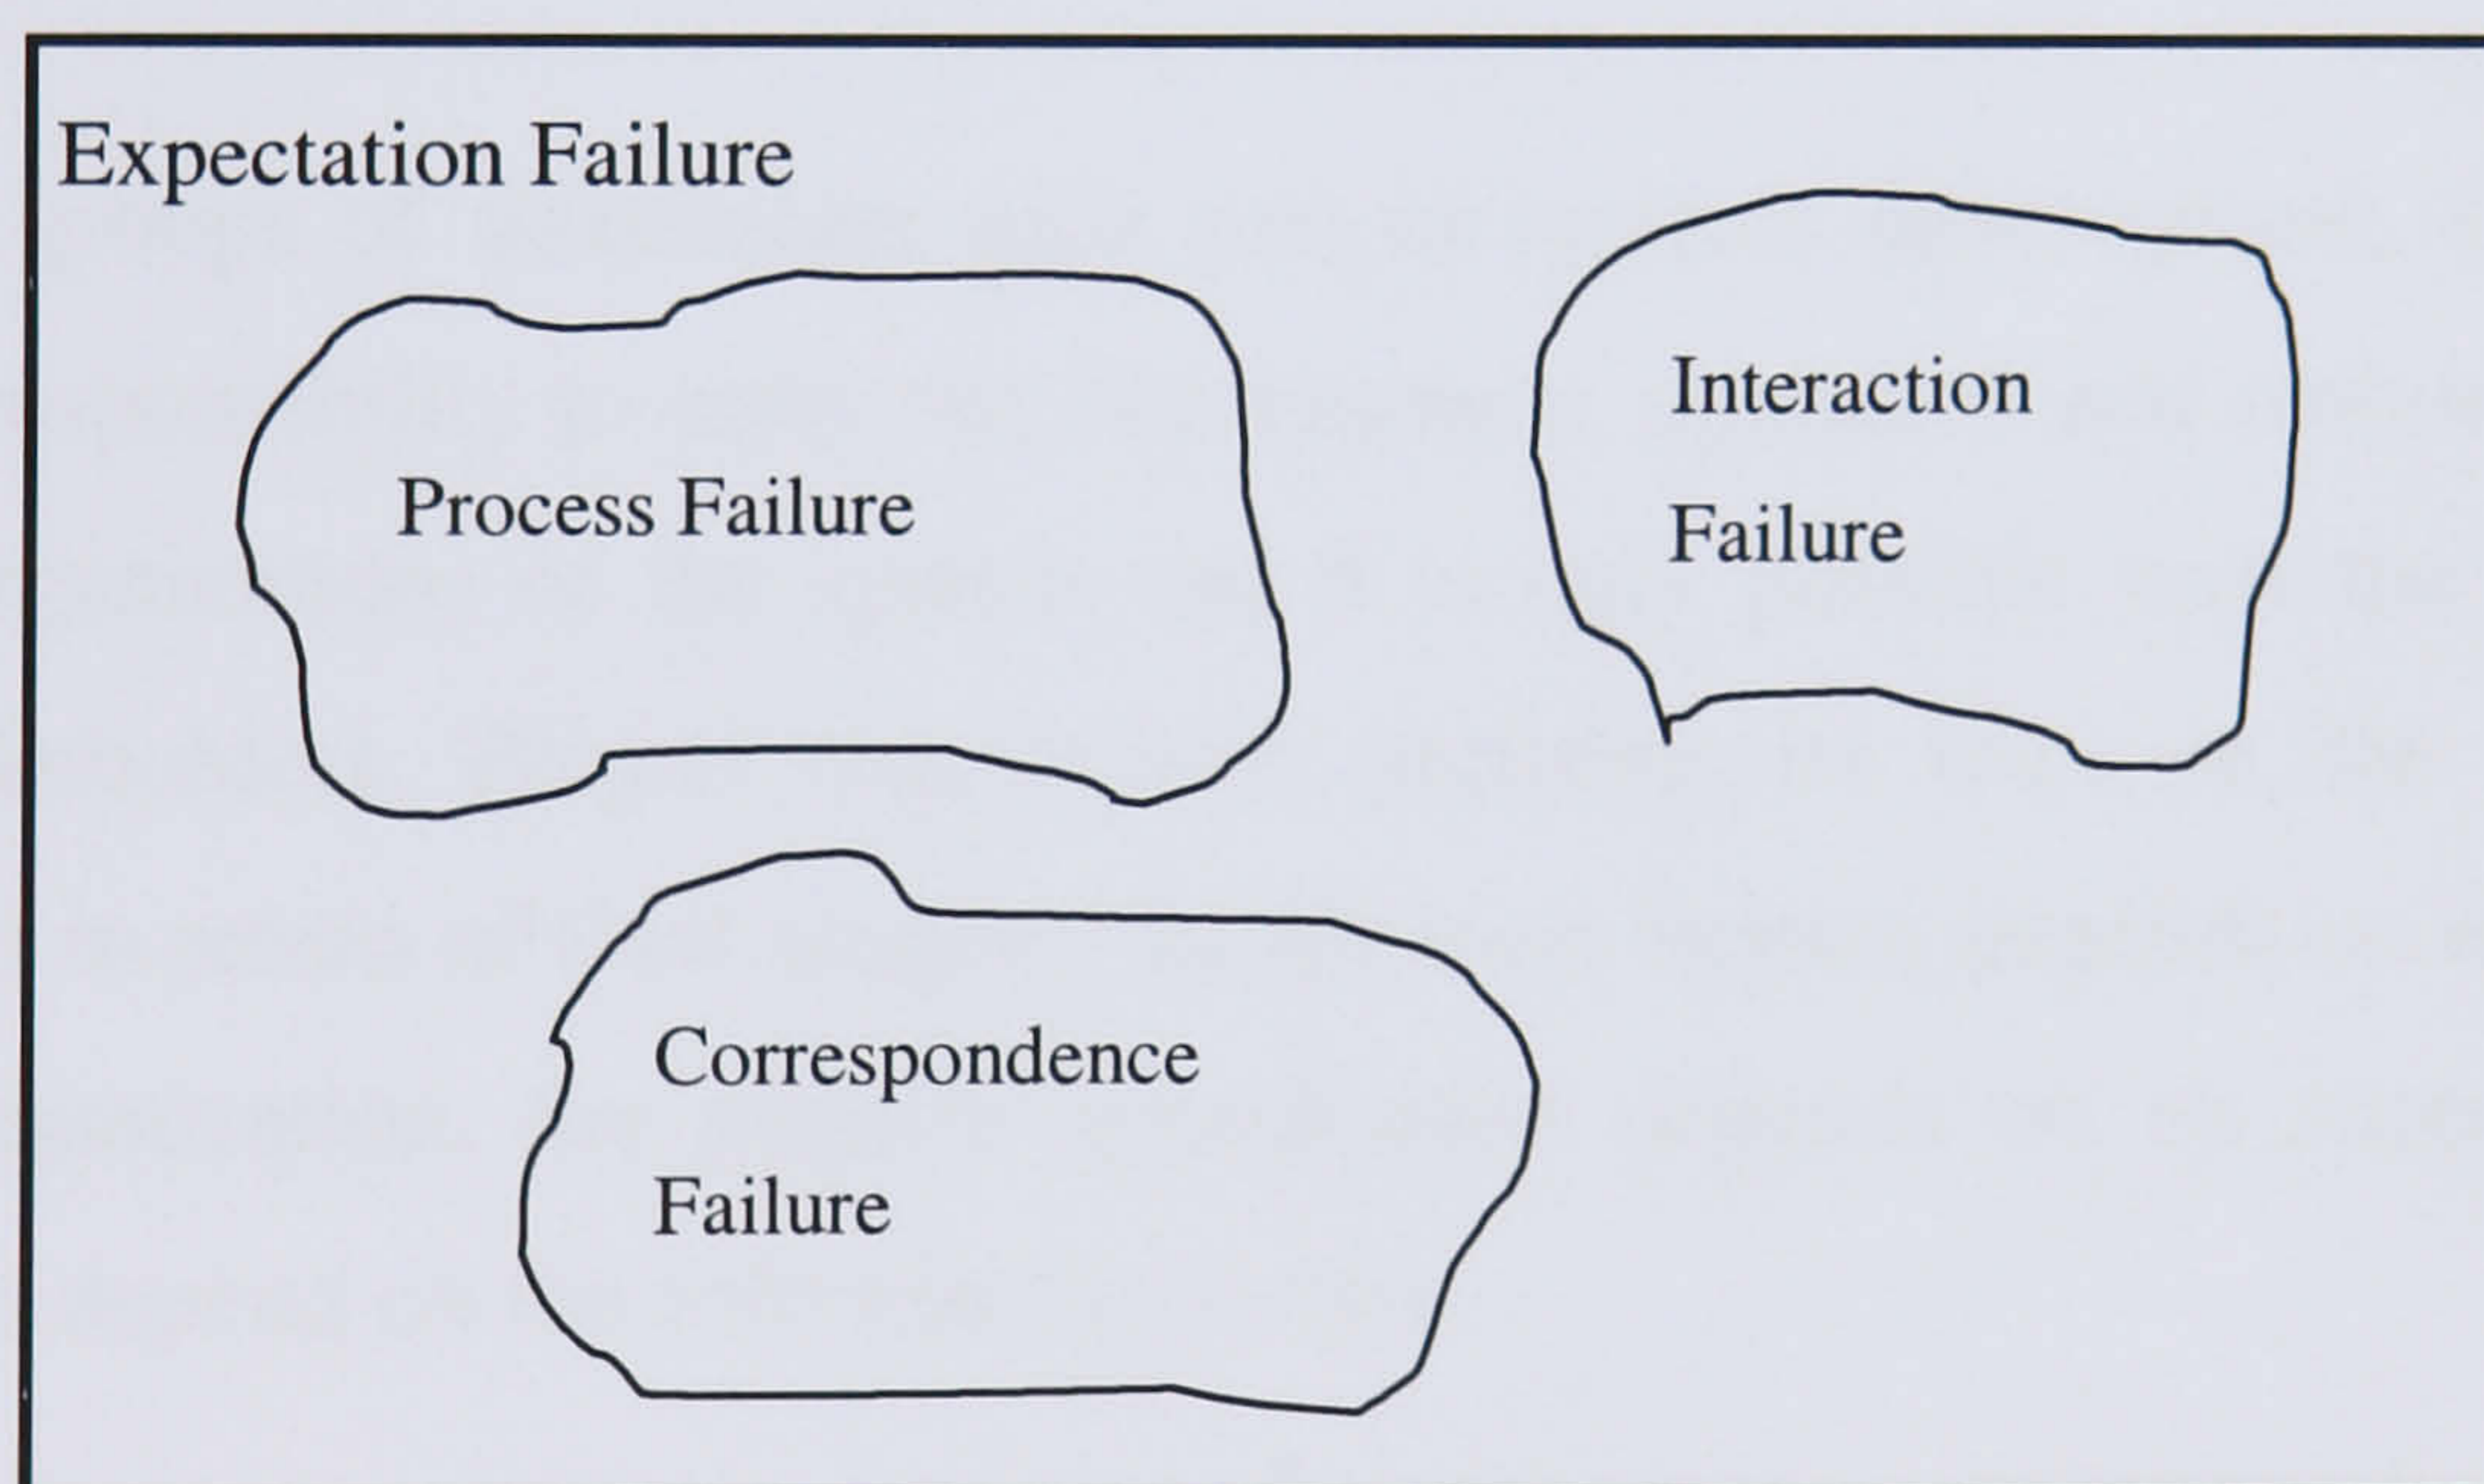 Expectation Failure
Process Failure
Interaction
Failure
Correspondence
Failure